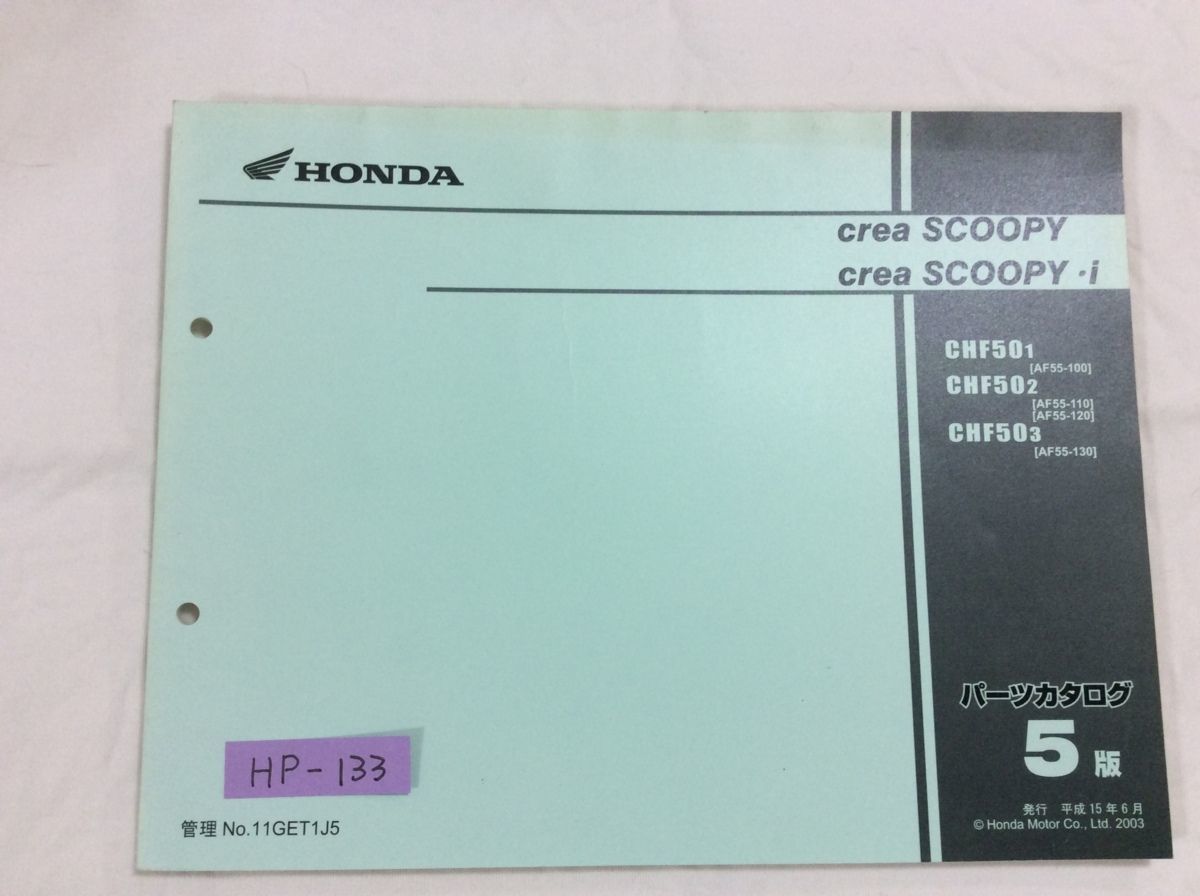 HONDA
crea SCOOPY
crea SCOOPY・i
CHF501
[AF55-100]
CHF502
[AF55-110]
[AF55-120]
CHF503
[AF55-130]
パーツカタログ
5版
発行 平成15年6月
© Honda Motor Co., Ltd. 2003
HP-133
管理 No.11GET1J5